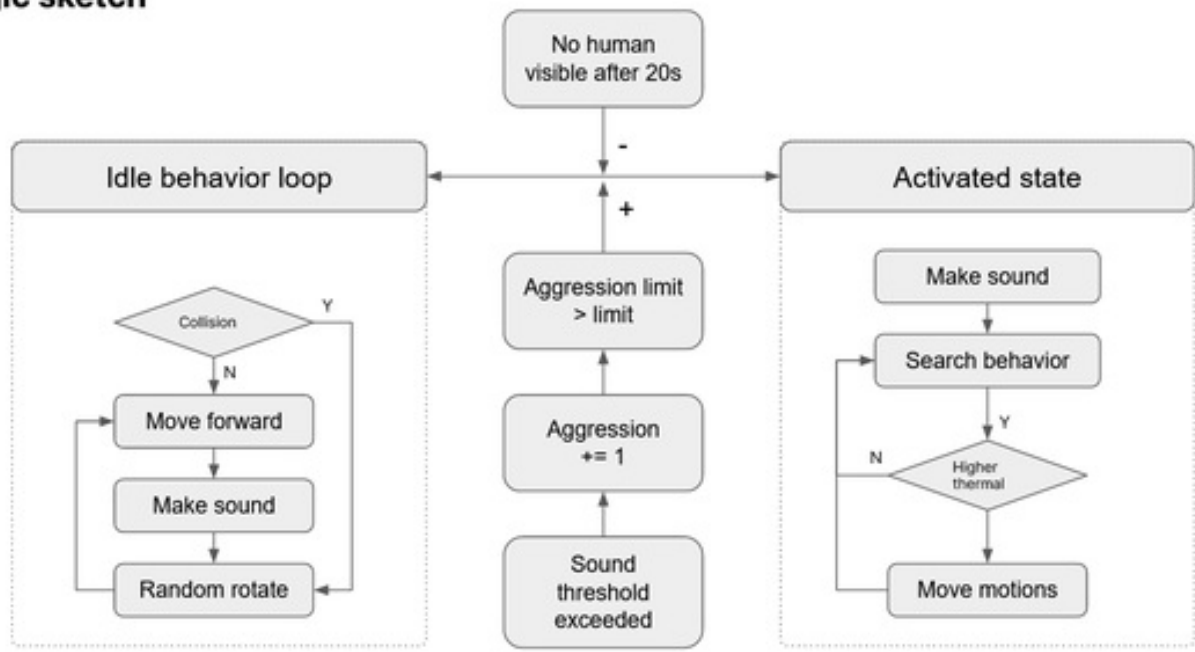 sketch
No human
visible after 20s
-
Idle behavior loop
Activated state
+
Aggression limit
> limit
Make sound
Collision
Y
N
Search behavior
Move forward
Aggression
+= 1
Y
N
Higher
thermal
Make sound
Random rotate
Sound
threshold
exceeded
Move motions